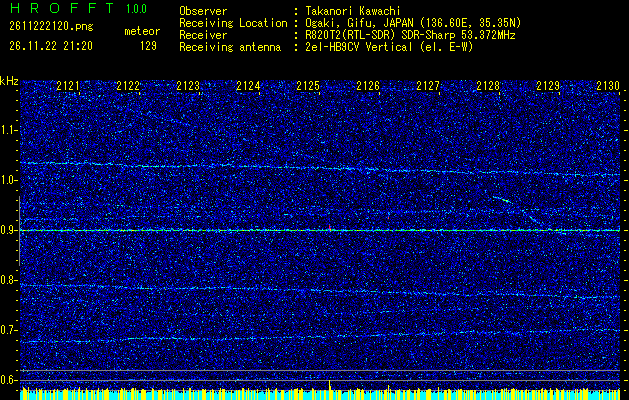 HROFFT 1.0.0
2611222120.png
meteor
26.11.22 21:20 129
Observer : Takanori Kawachi
Receiving Location : Ogaki, Gifu, JAPAN (136.60E, 35.35N)
Receiver : R820T2(RTL-SDR) SDR-Sharp 53.372MHz
Receiving antenna : 2el-HB9CV Vertical (el. E-W)
kHz 2121 2122 2123 2124 2125 2126 2127 2128 2129 2130
1.1
1.0
0.9
0.8
0.7
0.6